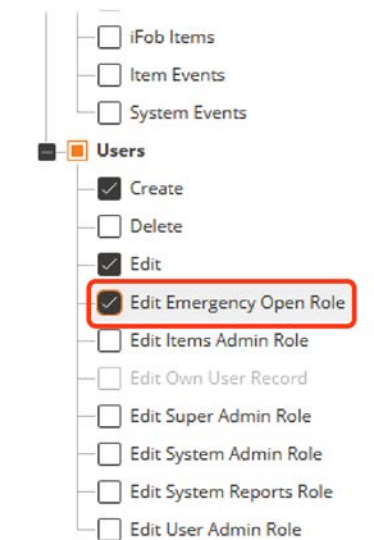 iFob Items
Item Events
System Events
Users
Create
Delete
Edit
Edit Emergency Open Role
Edit Items Admin Role
Edit Own User Record
Edit Super Admin Role
Edit System Admin Role
Edit System Reports Role
Edit User Admin Role